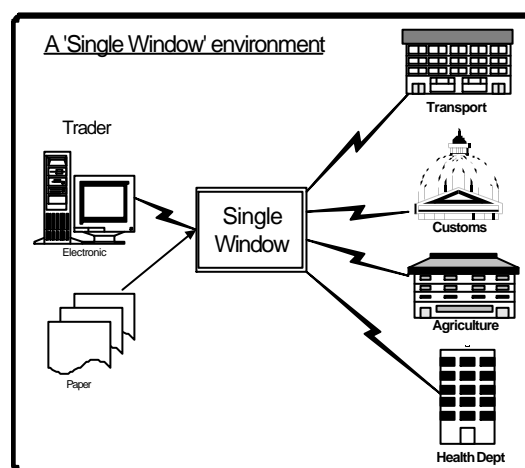 A 'Single Window' environment
Trader
Electronic
Paper
Single
Window
Transport
Customs
Agriculture
Health Dept